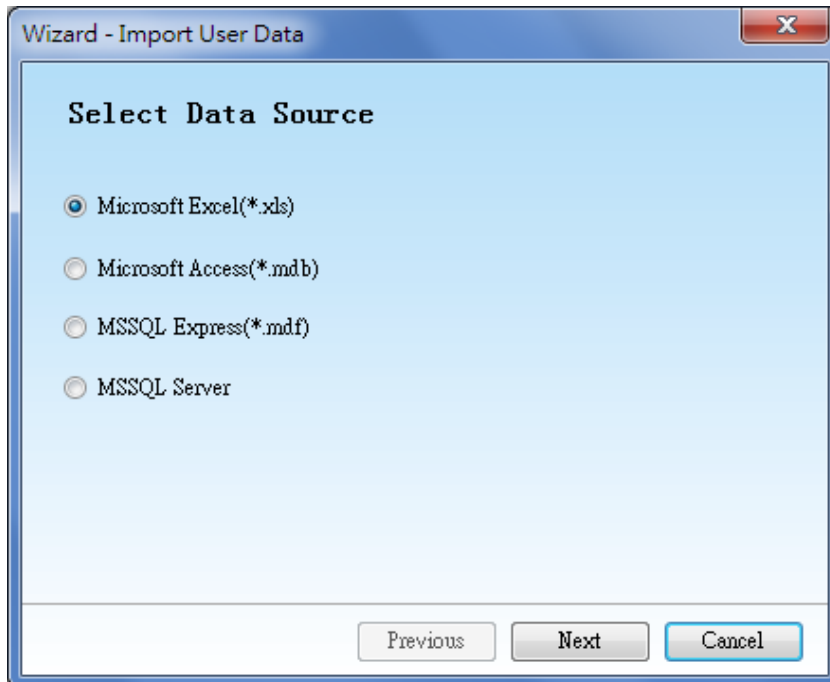 Wizard - Import User Data
X
Select Data Source
Microsoft Excel(*.xls)
Microsoft Access(*.mdb)
MSSQL Express(*.mdf)
MSSQL Server
Previous Next Cancel